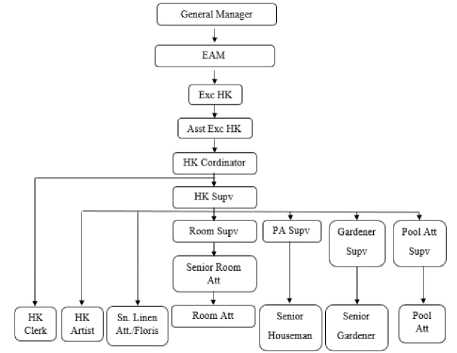 General Manager
EAM
Exc HK
Asst Exc HK
HK Cordinator
HK Supv
Room Supv
PA Supv
Gardener
Supv
Pool Att
Supv
Senior Room
Att
HK
Clerk
HK
Artist
Sn. Linen
Att./Floris
Room Att
Senior
Houseman
Senior
Gardener
Pool
Att